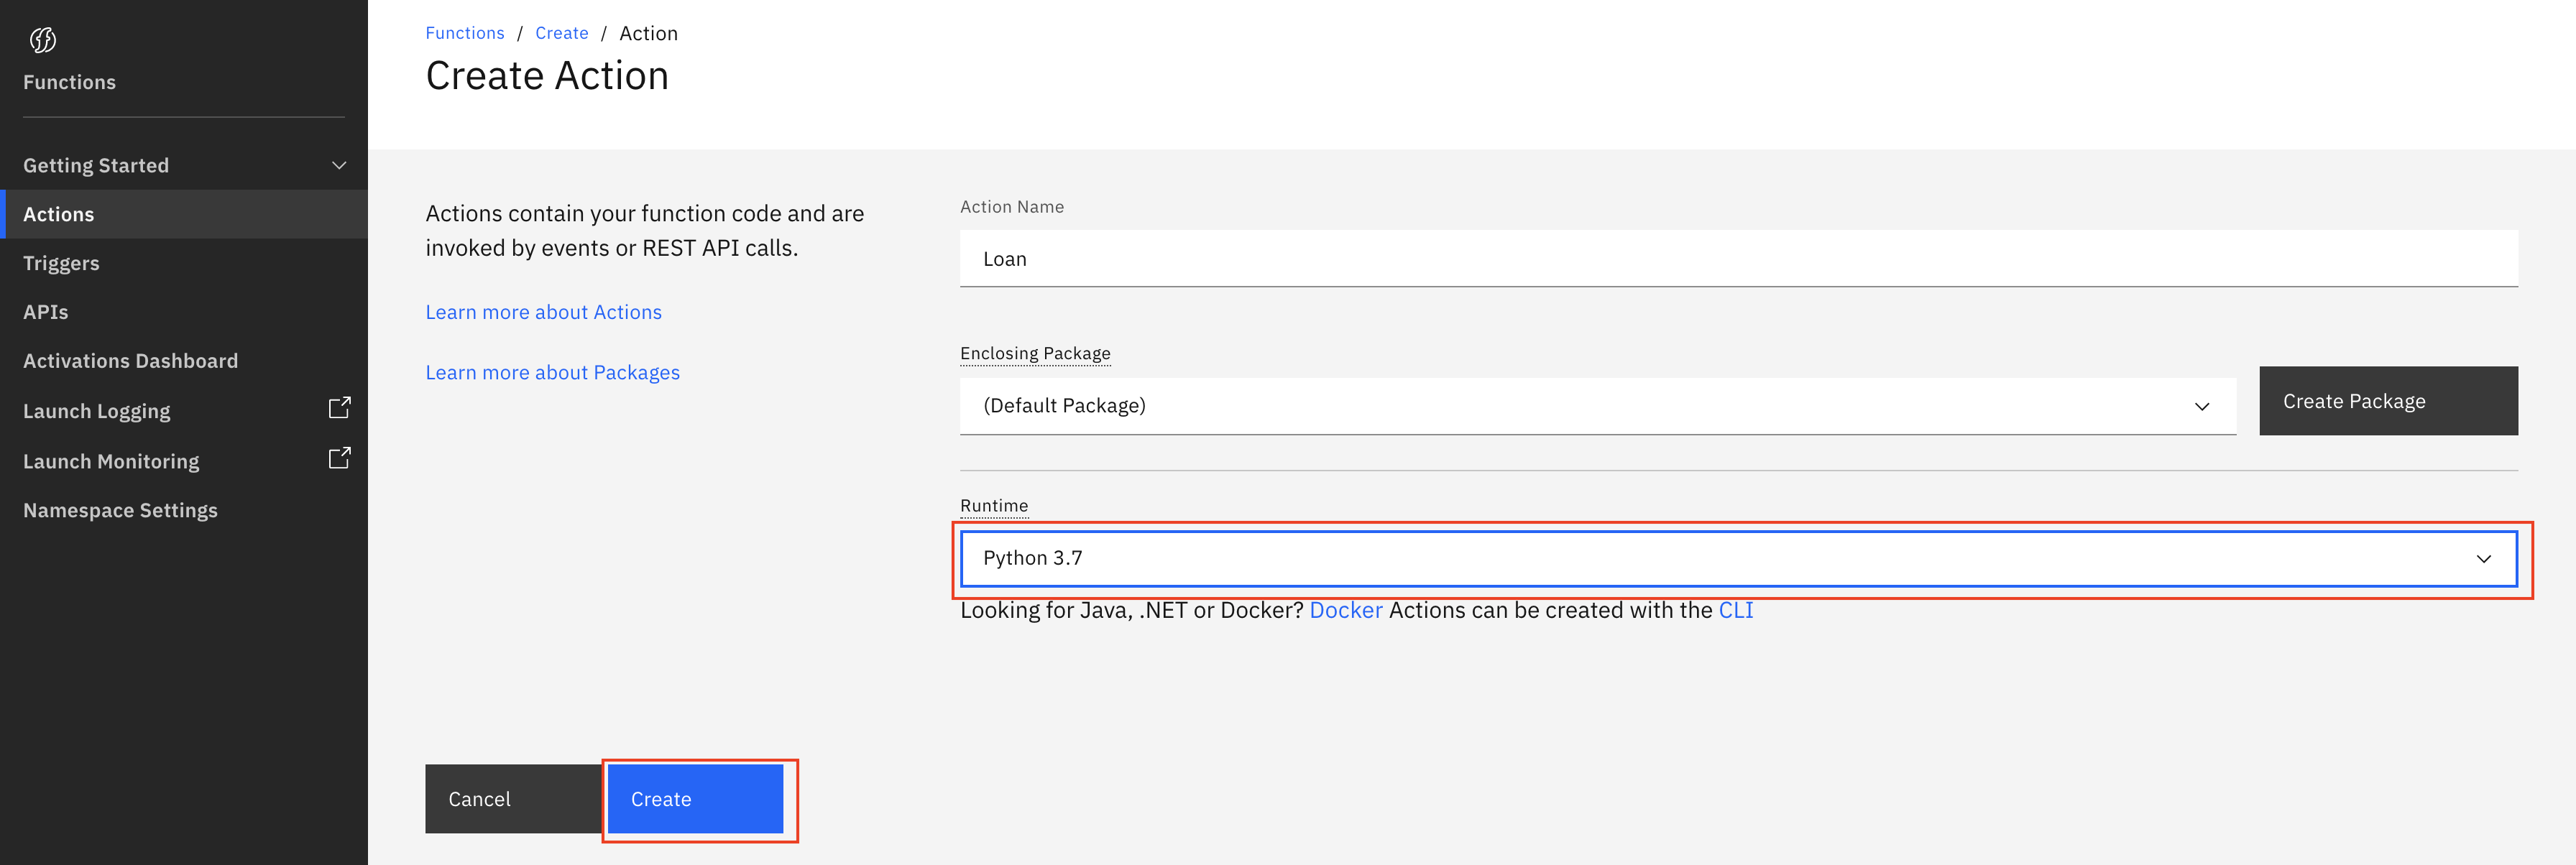 Functions
Getting Started
Actions
Triggers
APIs
Activations Dashboard
Launch Logging
Launch Monitoring
Namespace Settings
Functions / Create / Action
Create Action
Actions contain your function code and are
invoked by events or REST API calls.
Learn more about Actions
Learn more about Packages
Action Name
Loan
Enclosing Package
(Default Package)
Create Package
Runtime
Python 3.7
Looking for Java, .NET or Docker? Docker Actions can be created with the CLI
Cancel
Create